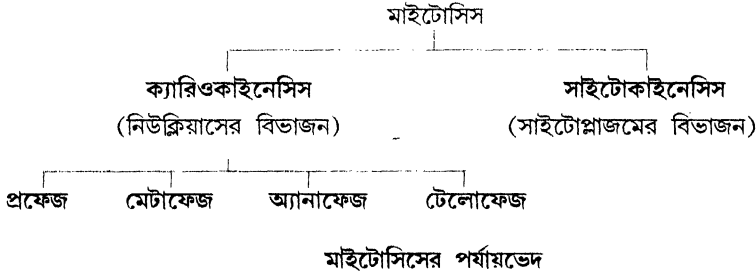 মাইটোসিস
ক্যারিওকাইনেসিস সাইটোকাইনেসিস
(নিউক্লিয়াসের বিভাজন) (সাইটোপ্লাজমের বিভাজন)
প্রফেজ মেটাফেজ অ্যানাফেজ টেলোফেজ
মাইটোসিসের পর্যায়ভেদ